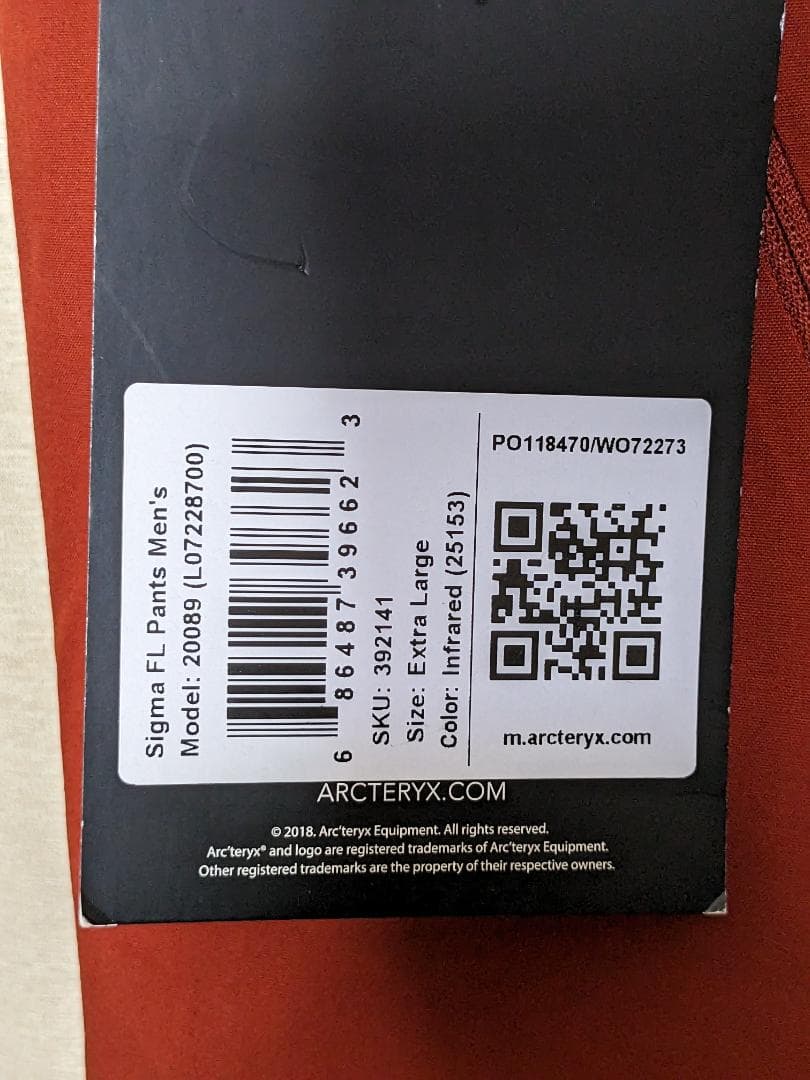 Sigma FL Pants Men's
Model: 20089 (L07228700)
6 86487 39662 3
SKU: 392141
Size: Extra Large
Color: Infrared (25153)
PO118470/WO72273
m.arcteryx.com
ARCTERYX.COM
© 2018. Arc'teryx Equipment. All rights reserved.
Arc'teryx® and logo are registered trademarks of Arc'teryx Equipment.
Other registered trademarks are the property of their respective owners.